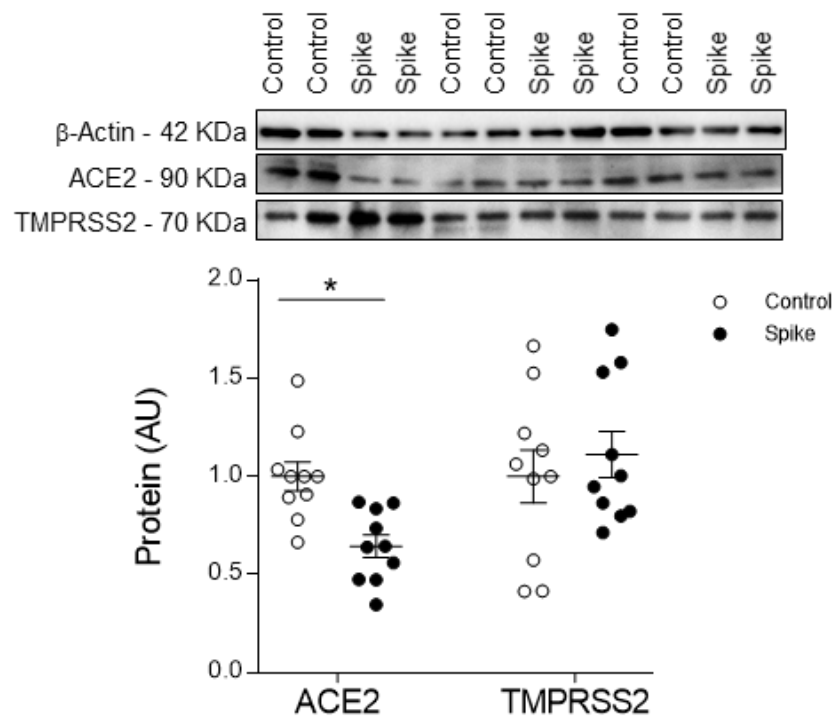 Control Control Spike Spike Control Control Spike Spike Control Control Spike Spike
β-Actin - 42 KDa
ACE2 - 90 KDa
TMPRSS2 - 70 KDa
2.0
*
Control
Spike
1.5
1.0
0.5
0.0
Protein (AU)
ACE2 TMPRSS2